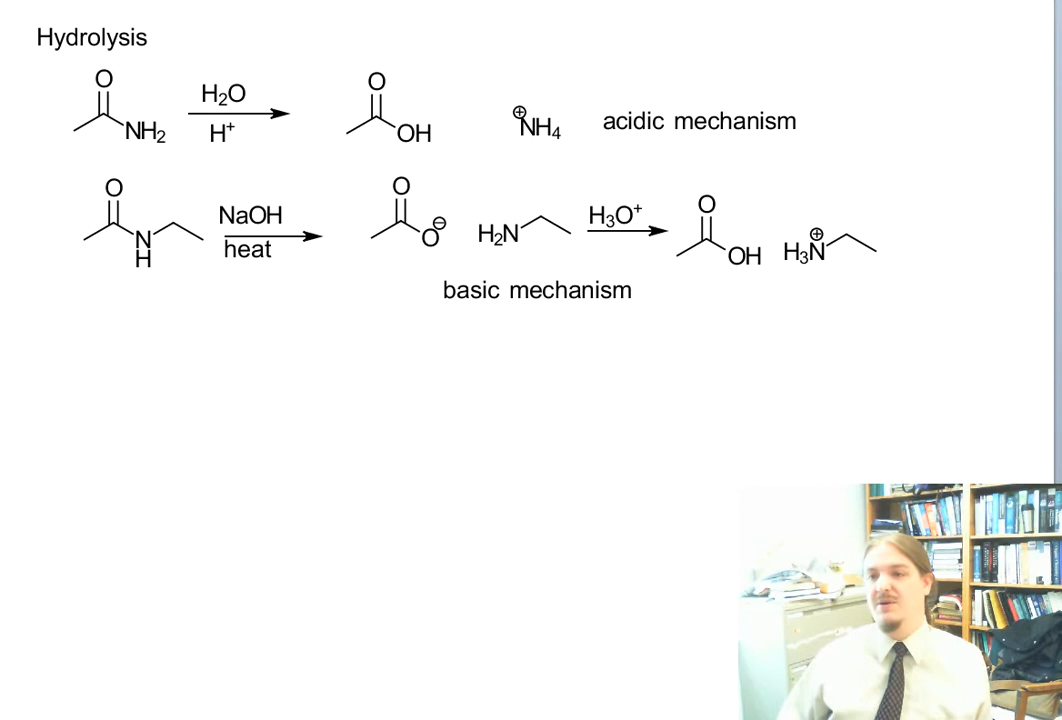 Hydrolysis
O
NH₂
H₂O
H⁺
O
OH
⊕
NH₄
acidic mechanism
O
N
H
NaOH
heat
O
O
⊖
H₂N
H₃O⁺
O
OH
H₃N
⊕
basic mechanism